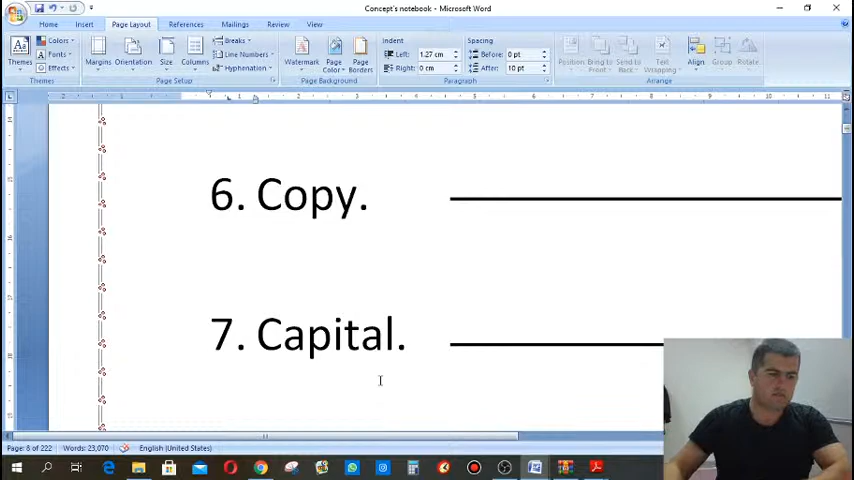 Concept's notebook - Microsoft Word
Home Insert Page Layout References Mailings Review View
Themes Colors Fonts Effects Themes
Margins Orientation Size Columns Breaks Line Numbers Hyphenation Page Setup
Watermark Page Color Page Borders Page Background
Indent Left: 1.27 cm Right: 0 cm
Spacing Before: 0 pt After: 10 pt Paragraph
Position Bring to Front Send to Back Text Wrapping Align Group Rotate Arrange
6. Copy.
7. Capital.
Page: 8 of 222 Words: 23,070 English (United States)